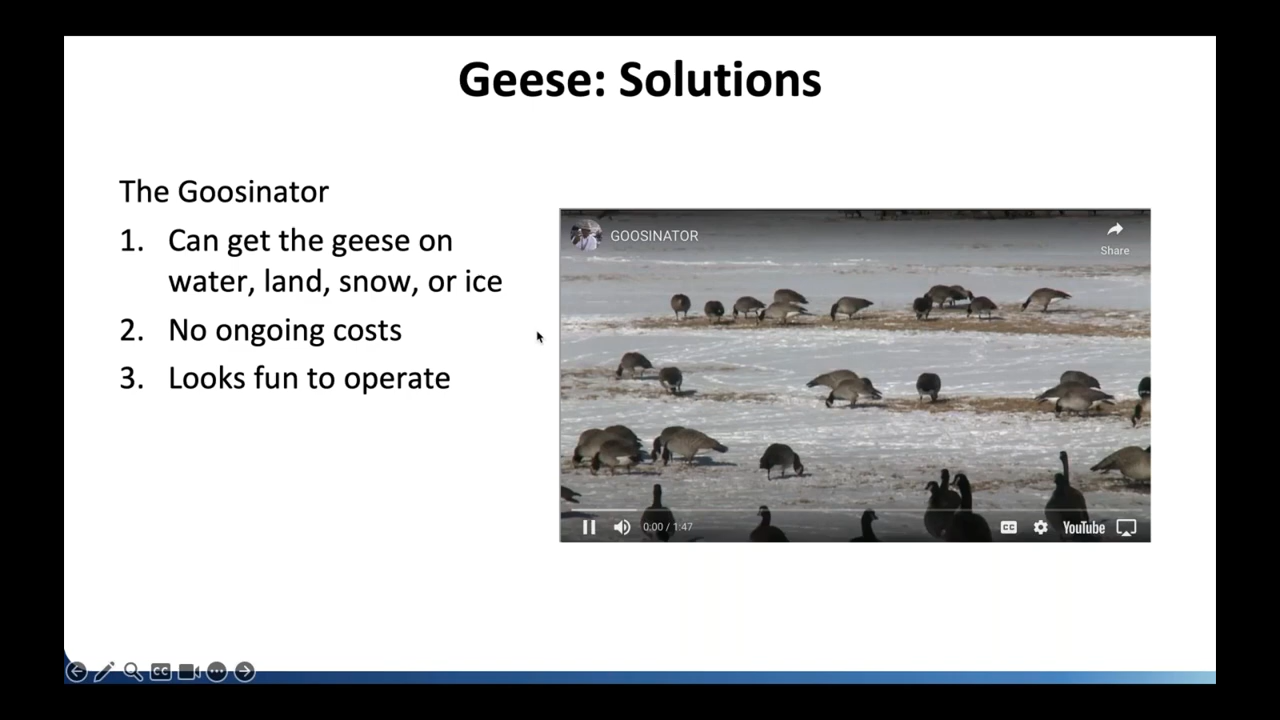 Geese: Solutions
The Goosinator
1. Can get the geese on
water, land, snow, or ice
2. No ongoing costs
3. Looks fun to operate
GOOSINATOR
Share
0:00 / 1:47
CC
YouTube
CC